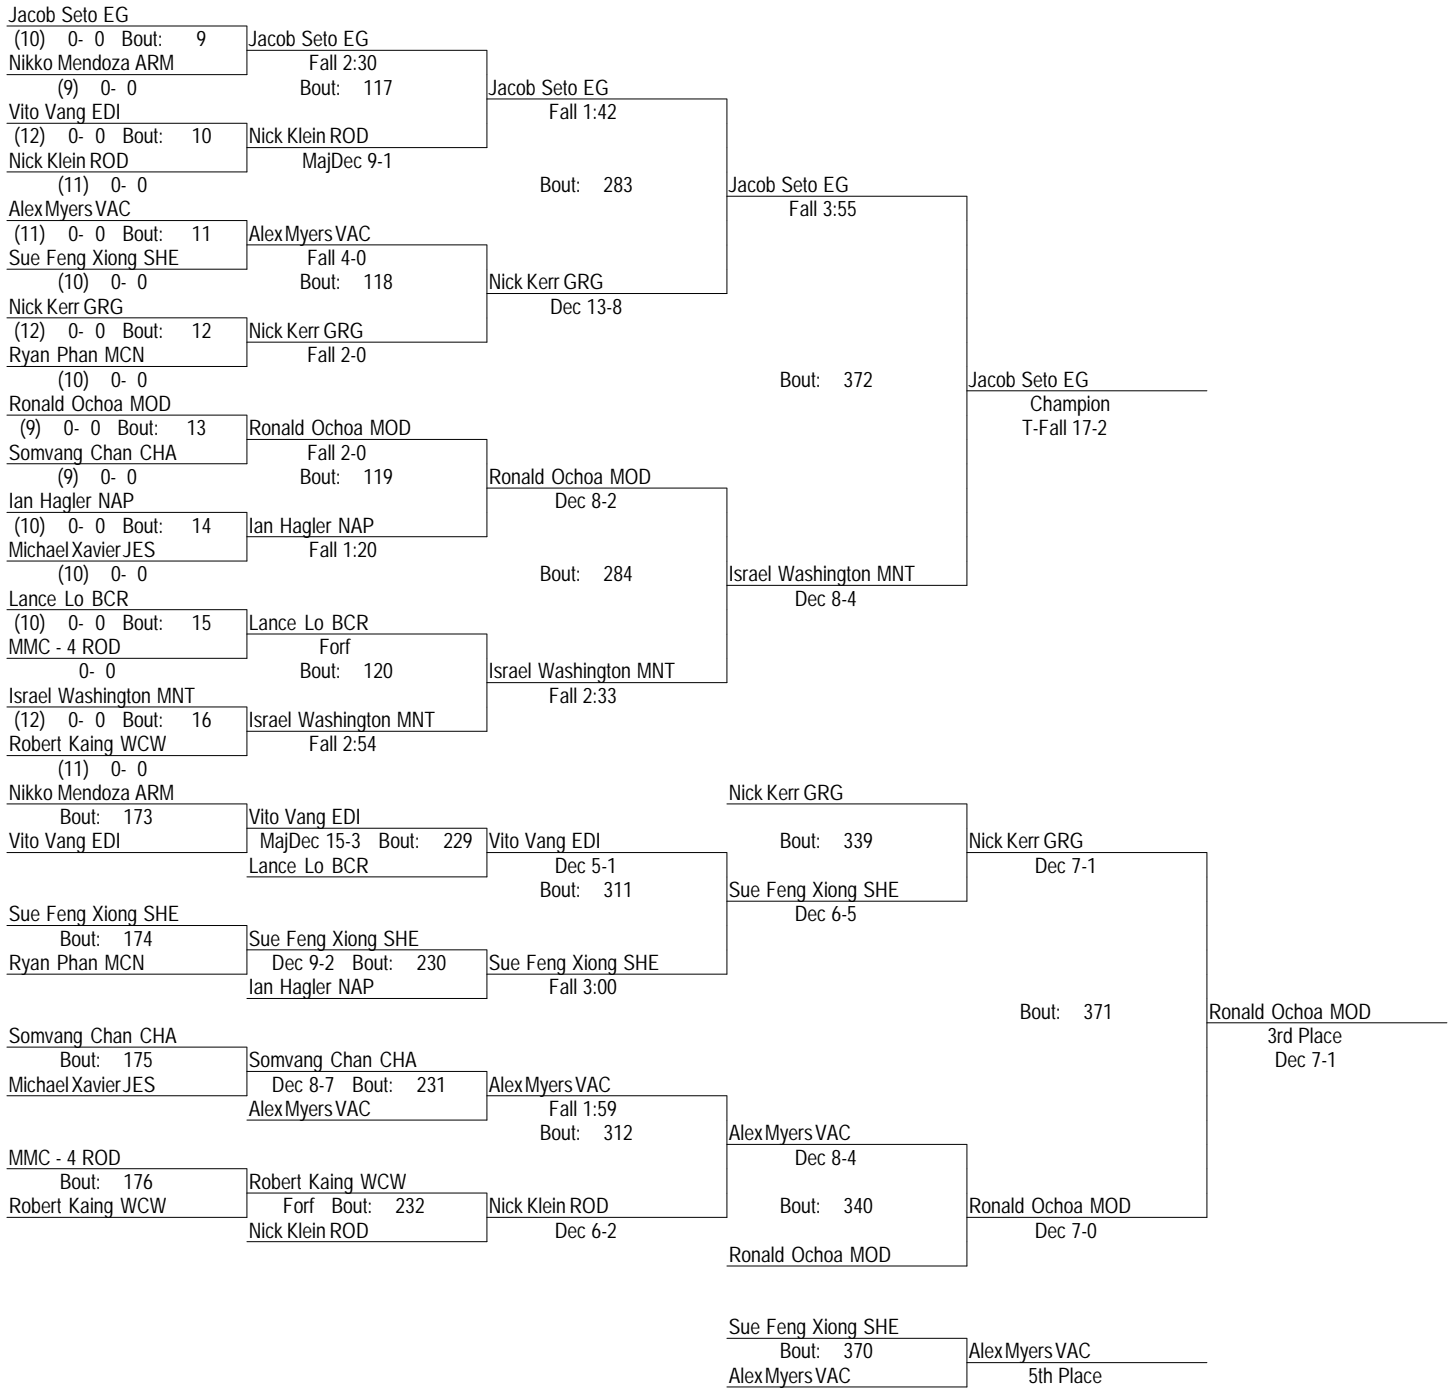 Jacob Seto EG
(10) 0- 0 Bout: 9 Jacob Seto EG
Nikko Mendoza ARM Fall 2:30
(9) 0- 0 Bout: 117 Jacob Seto EG
Vito Vang EDI Fall 1:42
(12) 0- 0 Bout: 10 Nick Klein ROD
Nick Klein ROD MajDec 9-1
(11) 0- 0 Bout: 283 Jacob Seto EG
Alex Myers VAC Fall 3:55
(11) 0- 0 Bout: 11 Alex Myers VAC
Sue Feng Xiong SHE Fall 4-0
(10) 0- 0 Bout: 118 Nick Kerr GRG
Nick Kerr GRG Dec 13-8
(12) 0- 0 Bout: 12 Nick Kerr GRG
Ryan Phan MCN Fall 2-0
(10) 0- 0 Bout: 372 Jacob Seto EG
Ronald Ochoa MOD Champion
(9) 0- 0 Bout: 13 Ronald Ochoa MOD T-Fall 17-2
Somvang Chan CHA Fall 2-0
(9) 0- 0 Bout: 119 Ronald Ochoa MOD
Ian Hagler NAP Dec 8-2
(10) 0- 0 Bout: 14 Ian Hagler NAP
Michael Xavier JES Fall 1:20
(10) 0- 0 Bout: 284 Israel Washington MNT
Lance Lo BCR Dec 8-4
(10) 0- 0 Bout: 15 Lance Lo BCR
MMC - 4 ROD Forf
0- 0 Bout: 120 Israel Washington MNT
Israel Washington MNT Fall 2:33
(12) 0- 0 Bout: 16 Israel Washington MNT
Robert Kaing WCW Fall 2:54
(11) 0- 0
Nikko Mendoza ARM Nick Kerr GRG
Bout: 173 Vito Vang EDI
Vito Vang EDI MajDec 15-3 Bout: 229 Vito Vang EDI Bout: 339 Nick Kerr GRG
Lance Lo BCR Dec 5-1 Dec 7-1
Bout: 311 Sue Feng Xiong SHE
Sue Feng Xiong SHE Dec 6-5
Bout: 174 Sue Feng Xiong SHE
Ryan Phan MCN Dec 9-2 Bout: 230 Sue Feng Xiong SHE
Ian Hagler NAP Fall 3:00
Bout: 371 Ronald Ochoa MOD
Somvang Chan CHA 3rd Place
Bout: 175 Somvang Chan CHA Dec 7-1
Michael Xavier JES Dec 8-7 Bout: 231 Alex Myers VAC
Alex Myers VAC Fall 1:59
Bout: 312 Alex Myers VAC
MMC - 4 ROD Dec 8-4
Bout: 176 Robert Kaing WCW
Robert Kaing WCW Forf Bout: 232 Nick Klein ROD Bout: 340 Ronald Ochoa MOD
Nick Klein ROD Dec 6-2 Dec 7-0
Ronald Ochoa MOD
Sue Feng Xiong SHE
Bout: 370 Alex Myers VAC
Alex Myers VAC 5th Place